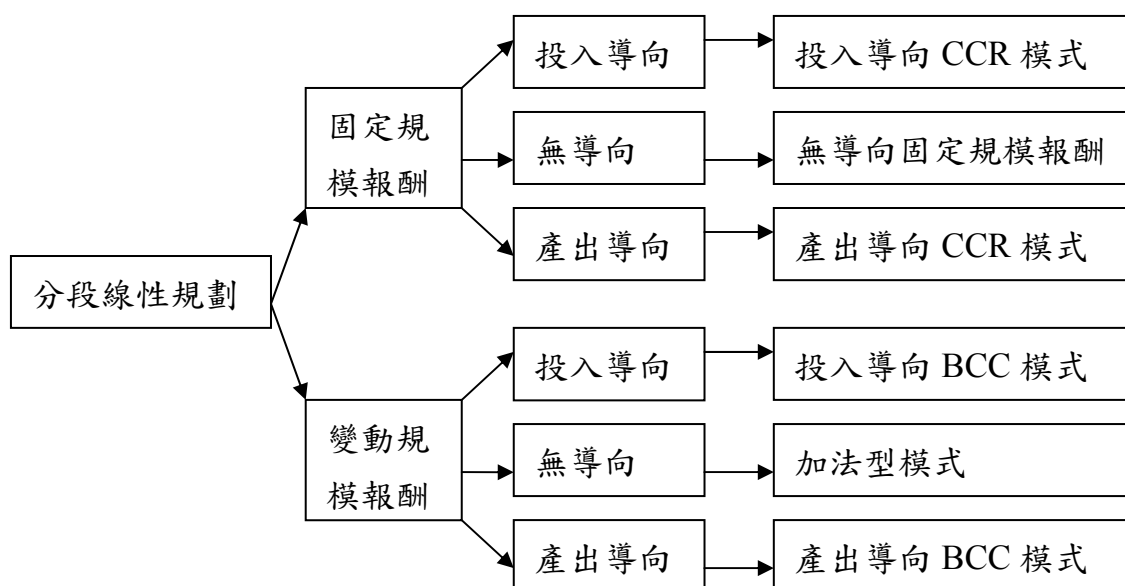 分段線性規劃
固定規
模報酬
投入導向
投入導向 CCR 模式
無導向
無導向固定規模報酬
產出導向
產出導向 CCR 模式
變動規
模報酬
投入導向
投入導向 BCC 模式
無導向
加法型模式
產出導向
產出導向 BCC 模式